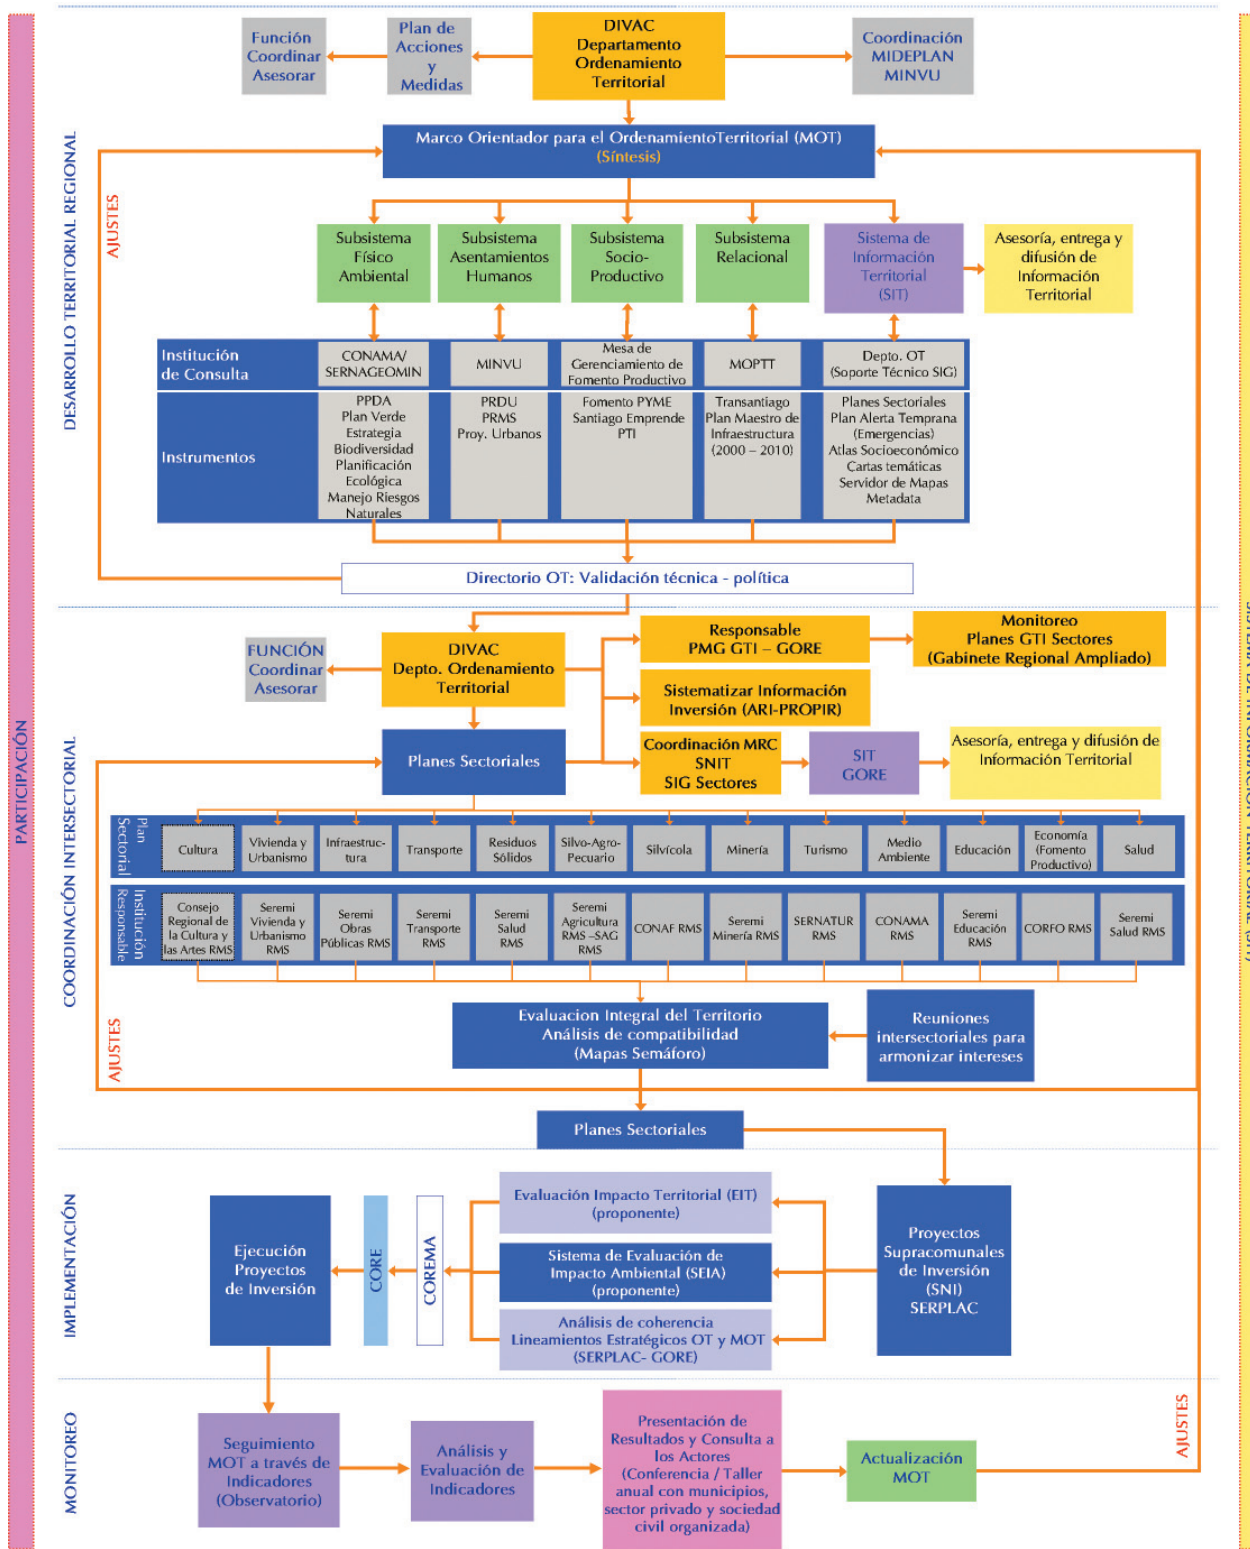 Función
Coordinar
Asesorar
Plan de
Acciones
y
Medidas
DIVAC
Departamento
Ordenamiento
Territorial
Coordinación
MIDEPLAN
MINVU
DESARROLLO TERRITORIAL REGIONAL
Marco Orientador para el OrdenamientoTerritorial (MOT)
(Síntesis)
AJUSTES
Subsistema
Físico
Ambiental
Subsistema
Asentamientos
Humanos
Subsistema
Socio-
Productivo
Subsistema
Relacional
Sistema de
Información
Territorial
(SIT)
Asesoría, entrega y
difusión de
Información
Territorial
Institución
de Consulta
CONAMA/
SERNAGEOMIN
MINVU
Mesa de
Gerenciamiento de
Fomento Productivo
MOPTT
Depto. OT
(Soporte Técnico SIG)
Instrumentos
PPDA
Plan Verde
Estrategia
Biodiversidad
Planificación
Ecológica
Manejo Riesgos
Naturales
PRDU
PRMS
Proy. Urbanos
Fomento PYME
Santiago Emprende
PTI
Transantiago
Plan Maestro de
Infraestructura
(2000 – 2010)
Planes Sectoriales
Plan Alerta Temprana
(Emergencias)
Atlas Socioeconómico
Cartas temáticas
Servidor de Mapas
Metadata
Directorio OT: Validación técnica - política
PARTICIPACIÓN
COORDINACIÓN INTERSECTORIAL
FUNCIÓN
Coordinar
Asesorar
DIVAC
Depto. Ordenamiento
Territorial
Responsable
PMG GTI – GORE
Monitoreo
Planes GTI Sectores
(Gabinete Regional Ampliado)
Sistematizar Información
Inversión (ARI-PROPIR)
Planes Sectoriales
Coordinación MRC
SNIT
SIG Sectores
SIT
GORE
Asesoría, entrega y difusión de
Información Territorial
Plan
Sectorial
Cultura
Vivienda y
Urbanismo
Infraestruc-
tura
Transporte
Residuos
Sólidos
Silvo-Agro-
Pecuario
Silvícola
Minería
Turismo
Medio
Ambiente
Educación
Economía
(Fomento
Productivo)
Salud
Institución
Responsable
Consejo
Regional de
la Cultura y
las Artes RMS
Seremi
Vivienda y
Urbanismo
RMS
Seremi
Obras
Públicas RMS
Seremi
Transporte
RMS
Seremi
Salud
RMS
Seremi
Agricultura
RMS –SAG
RMS
CONAF RMS
Seremi
Minería RMS
SERNATUR
RMS
CONAMA
RMS
Seremi
Educación
RMS
CORFO RMS
Seremi
Salud RMS
AJUSTES
Evaluacion Integral del Territorio
Análisis de compatibilidad
(Mapas Semáforo)
Reuniones
intersectoriales para
armonizar intereses
Planes Sectoriales
IMPLEMENTACIÓN
Ejecución
Proyectos
de Inversión
CORE
COREMA
Evaluación Impacto Territorial (EIT)
(proponente)
Sistema de Evaluación de
Impacto Ambiental (SEIA)
(proponente)
Análisis de coherencia
Lineamientos Estratégicos OT y MOT
(SERPLAC- GORE)
Proyectos
Supracomunales
de Inversión
(SNI)
SERPLAC
MONITOREO
Seguimiento
MOT a través de
Indicadores
(Observatorio)
Análisis y
Evaluación de
Indicadores
Presentación de
Resultados y Consulta a
los Actores
(Conferencia / Taller
anual con municipios,
sector privado y sociedad
civil organizada)
Actualización
MOT
AJUSTES